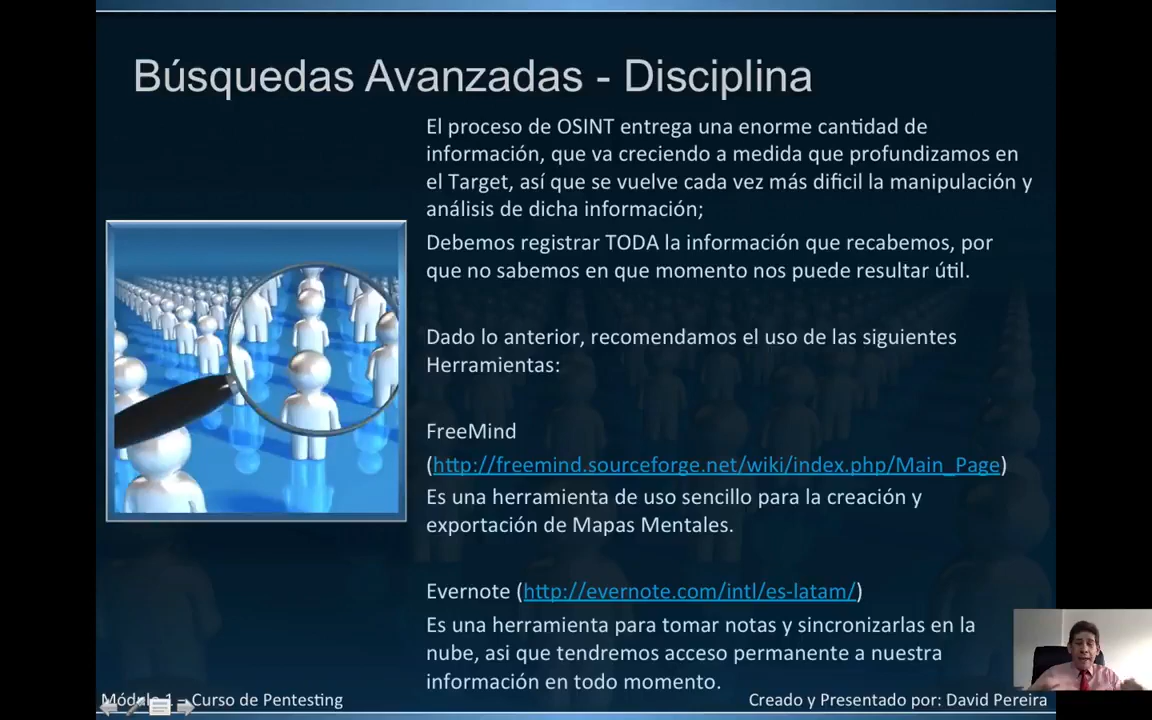 Búsquedas Avanzadas - Disciplina
El proceso de OSINT entrega una enorme cantidad de
información, que va creciendo a medida que profundizamos en
el Target, así que se vuelve cada vez más dificil la manipulación y
análisis de dicha información;
Debemos registrar TODA la información que recabemos, por
que no sabemos en que momento nos puede resultar útil.
Dado lo anterior, recomendamos el uso de las siguientes
Herramientas:
FreeMind
(http://freemind.sourceforge.net/wiki/index.php/Main_Page)
Es una herramienta de uso sencillo para la creación y
exportación de Mapas Mentales.
Evernote (http://evernote.com/intl/es-latam/)
Es una herramienta para tomar notas y sincronizarlas en la
nube, asi que tendremos acceso permanente a nuestra
información en todo momento.
Módulo 1 – Curso de Pentesting
Creado y Presentado por: David Pereira